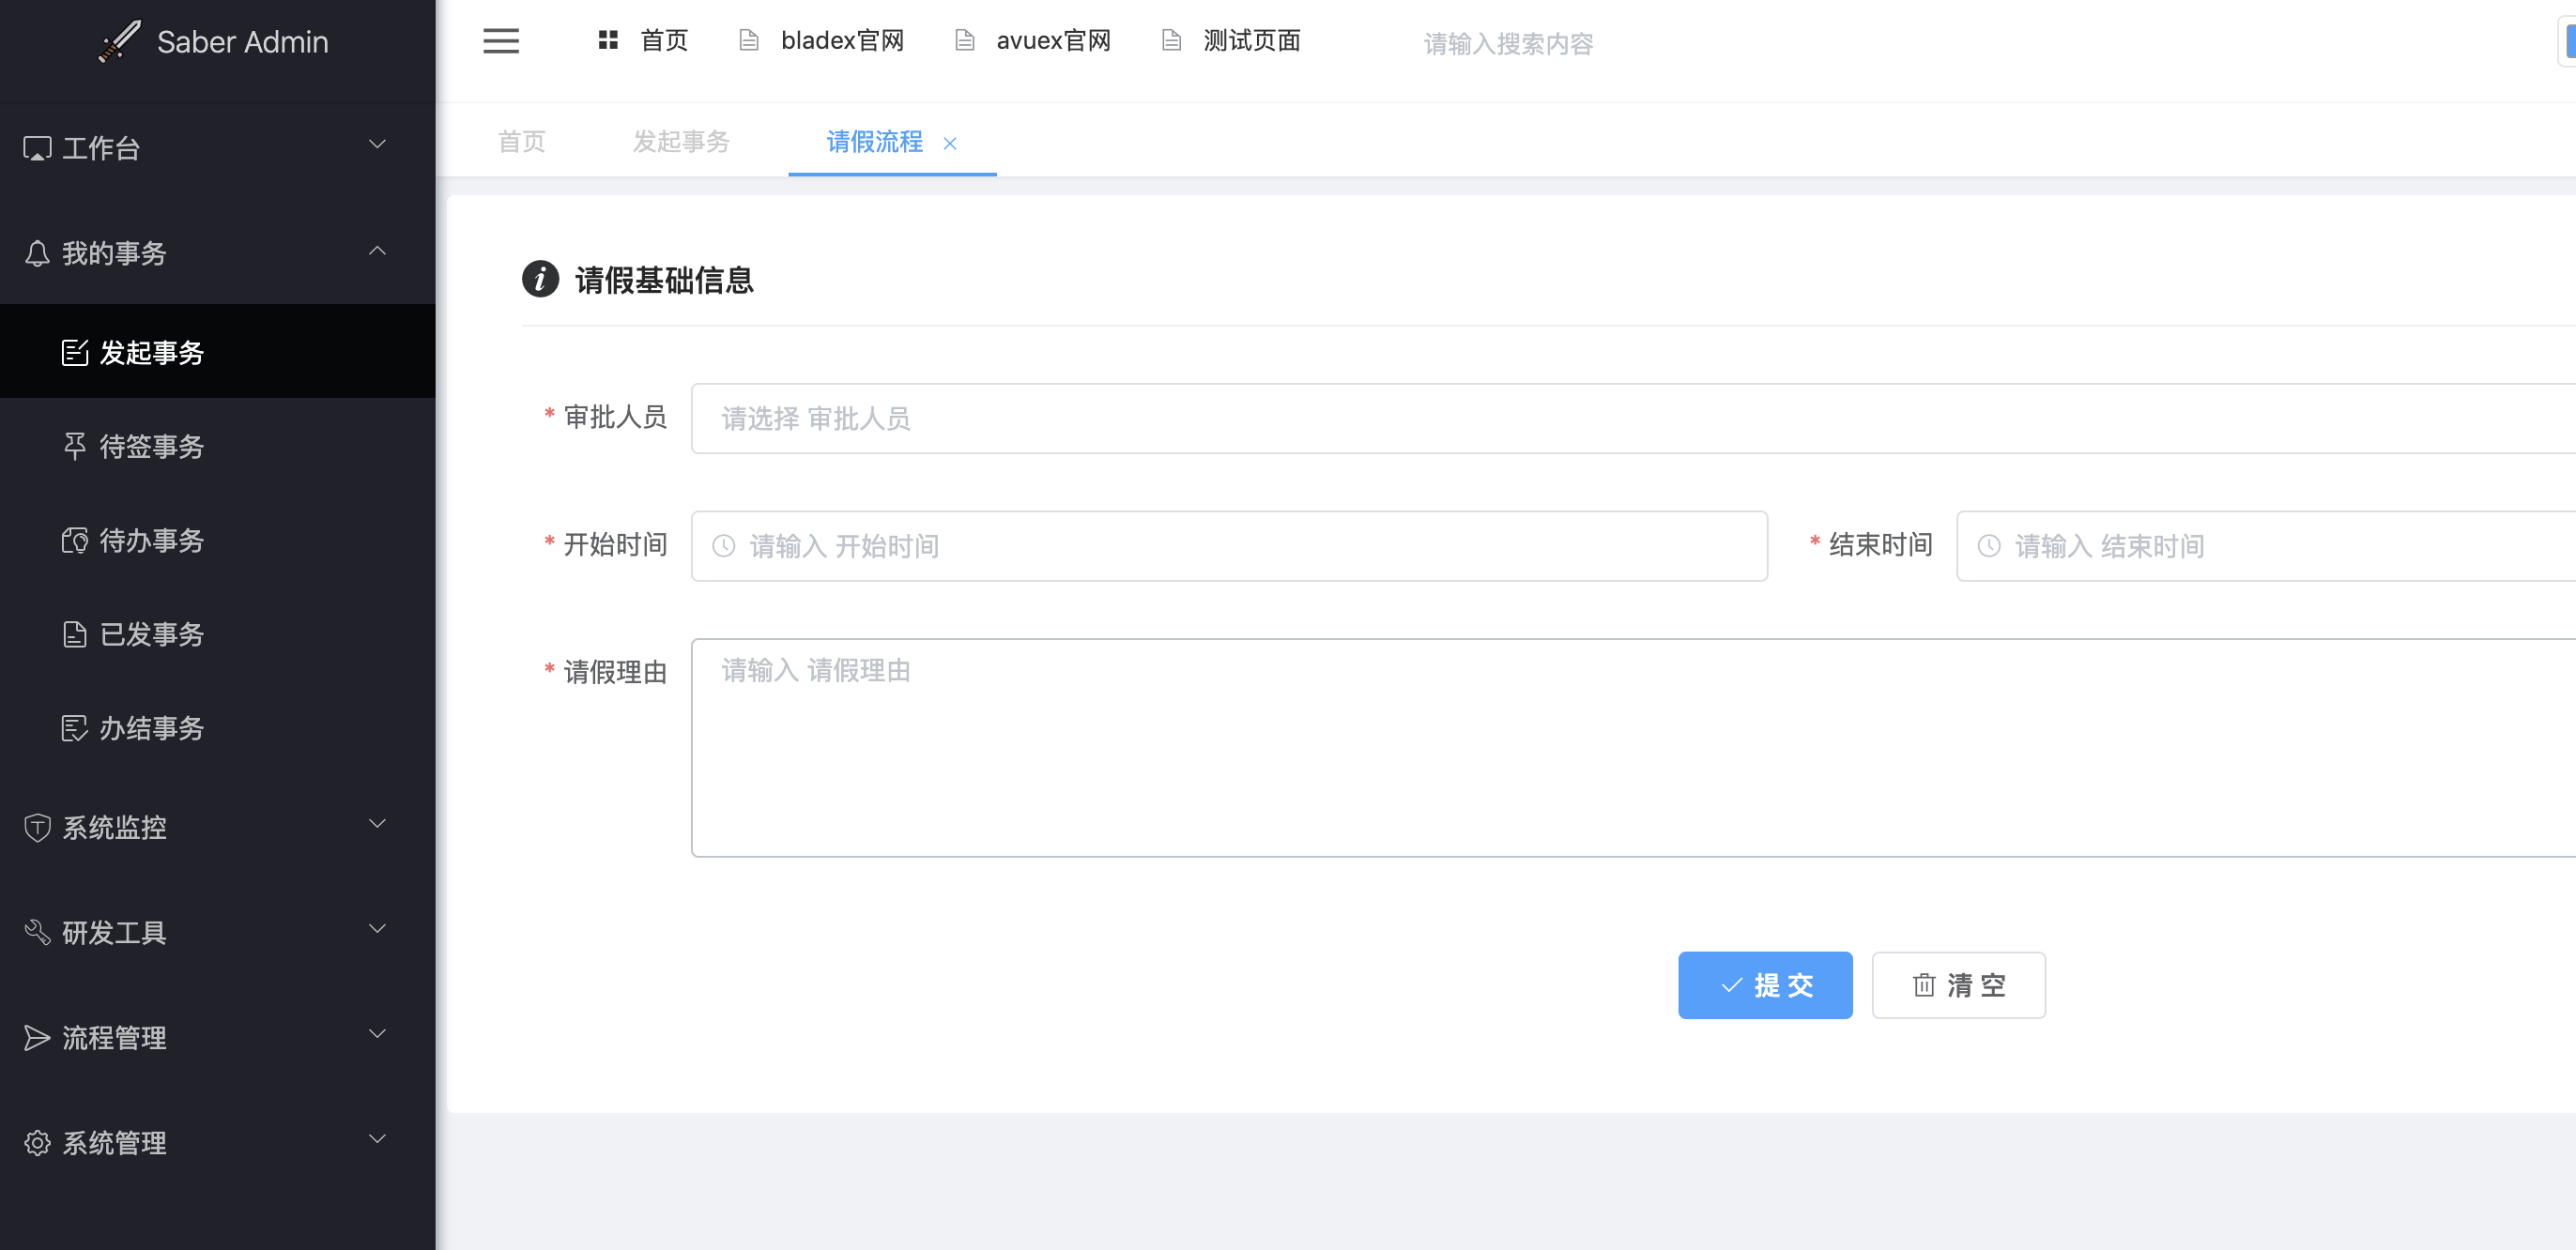 Saber Admin
首页 bladex官网 avuex官网 测试页面 请输入搜索内容
首页 发起事务 请假流程
工作台
我的事务
发起事务
待签事务
待办事务
已发事务
办结事务
系统监控
研发工具
流程管理
系统管理
请假基础信息
* 审批人员 请选择 审批人员
* 开始时间 请输入 开始时间 * 结束时间 请输入 结束时间
* 请假理由 请输入 请假理由
提 交 清 空